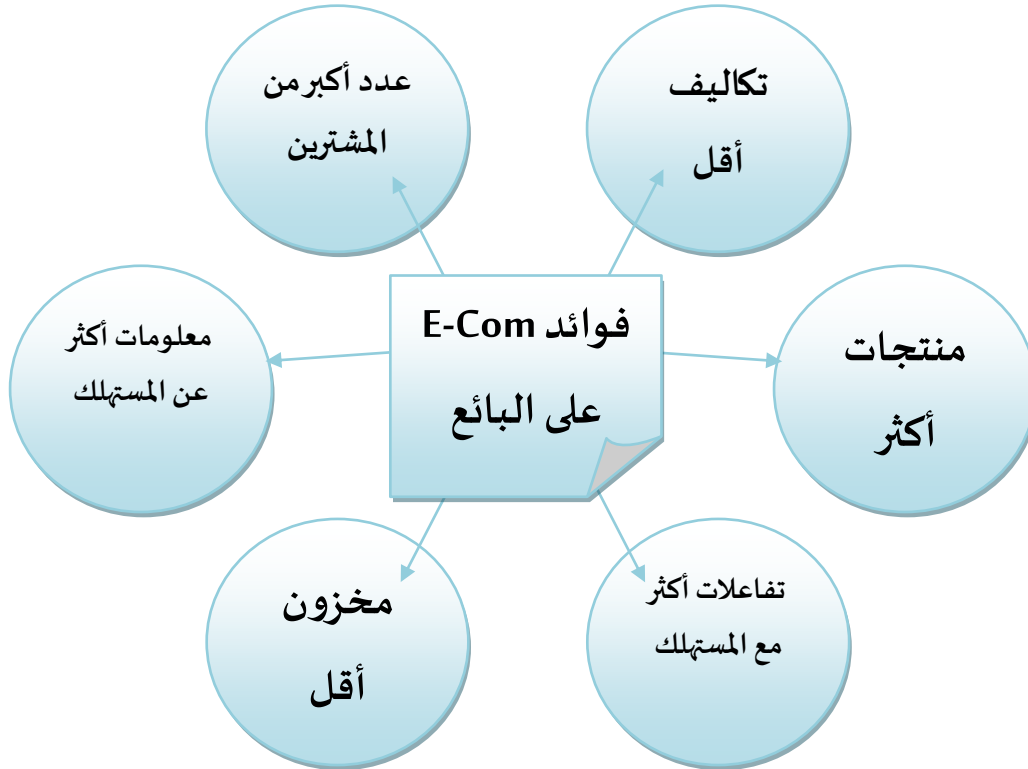 فوائد E-Com
على البائع
تكاليف
أقل
منتجات
أكثر
تفاعلات أكثر
مع المستهلك
مخزون
أقل
معلومات أكثر
عن المستهلك
عدد أكبر من
المشترين